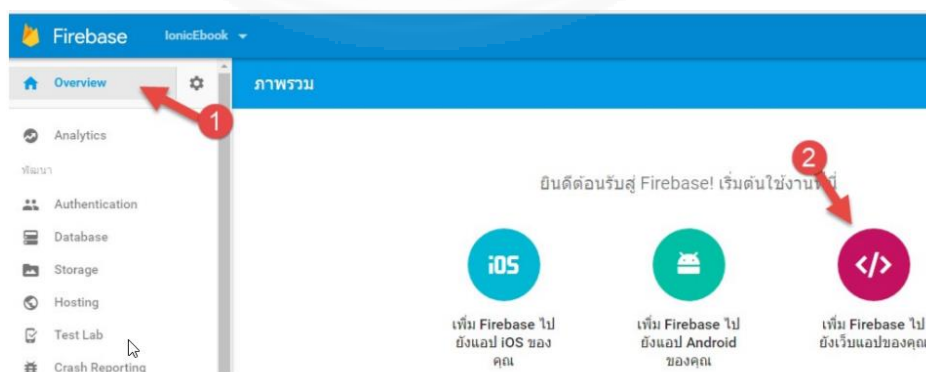 Firebase IonicEbook
Overview
ภาพรวม
1
Analytics
พัฒนา
2
ยินดีต้อนรับสู่ Firebase! เริ่มต้นใช้งานที่นี่
Authentication
Database
Storage
Hosting
Test Lab
Crash Reporting
iOS
เพิ่ม Firebase ไป
ยังแอป iOS ของ
คุณ
เพิ่ม Firebase ไป
ยังแอป Android
ของคุณ
</>
เพิ่ม Firebase ไป
ยังเว็บแอปของคุณ